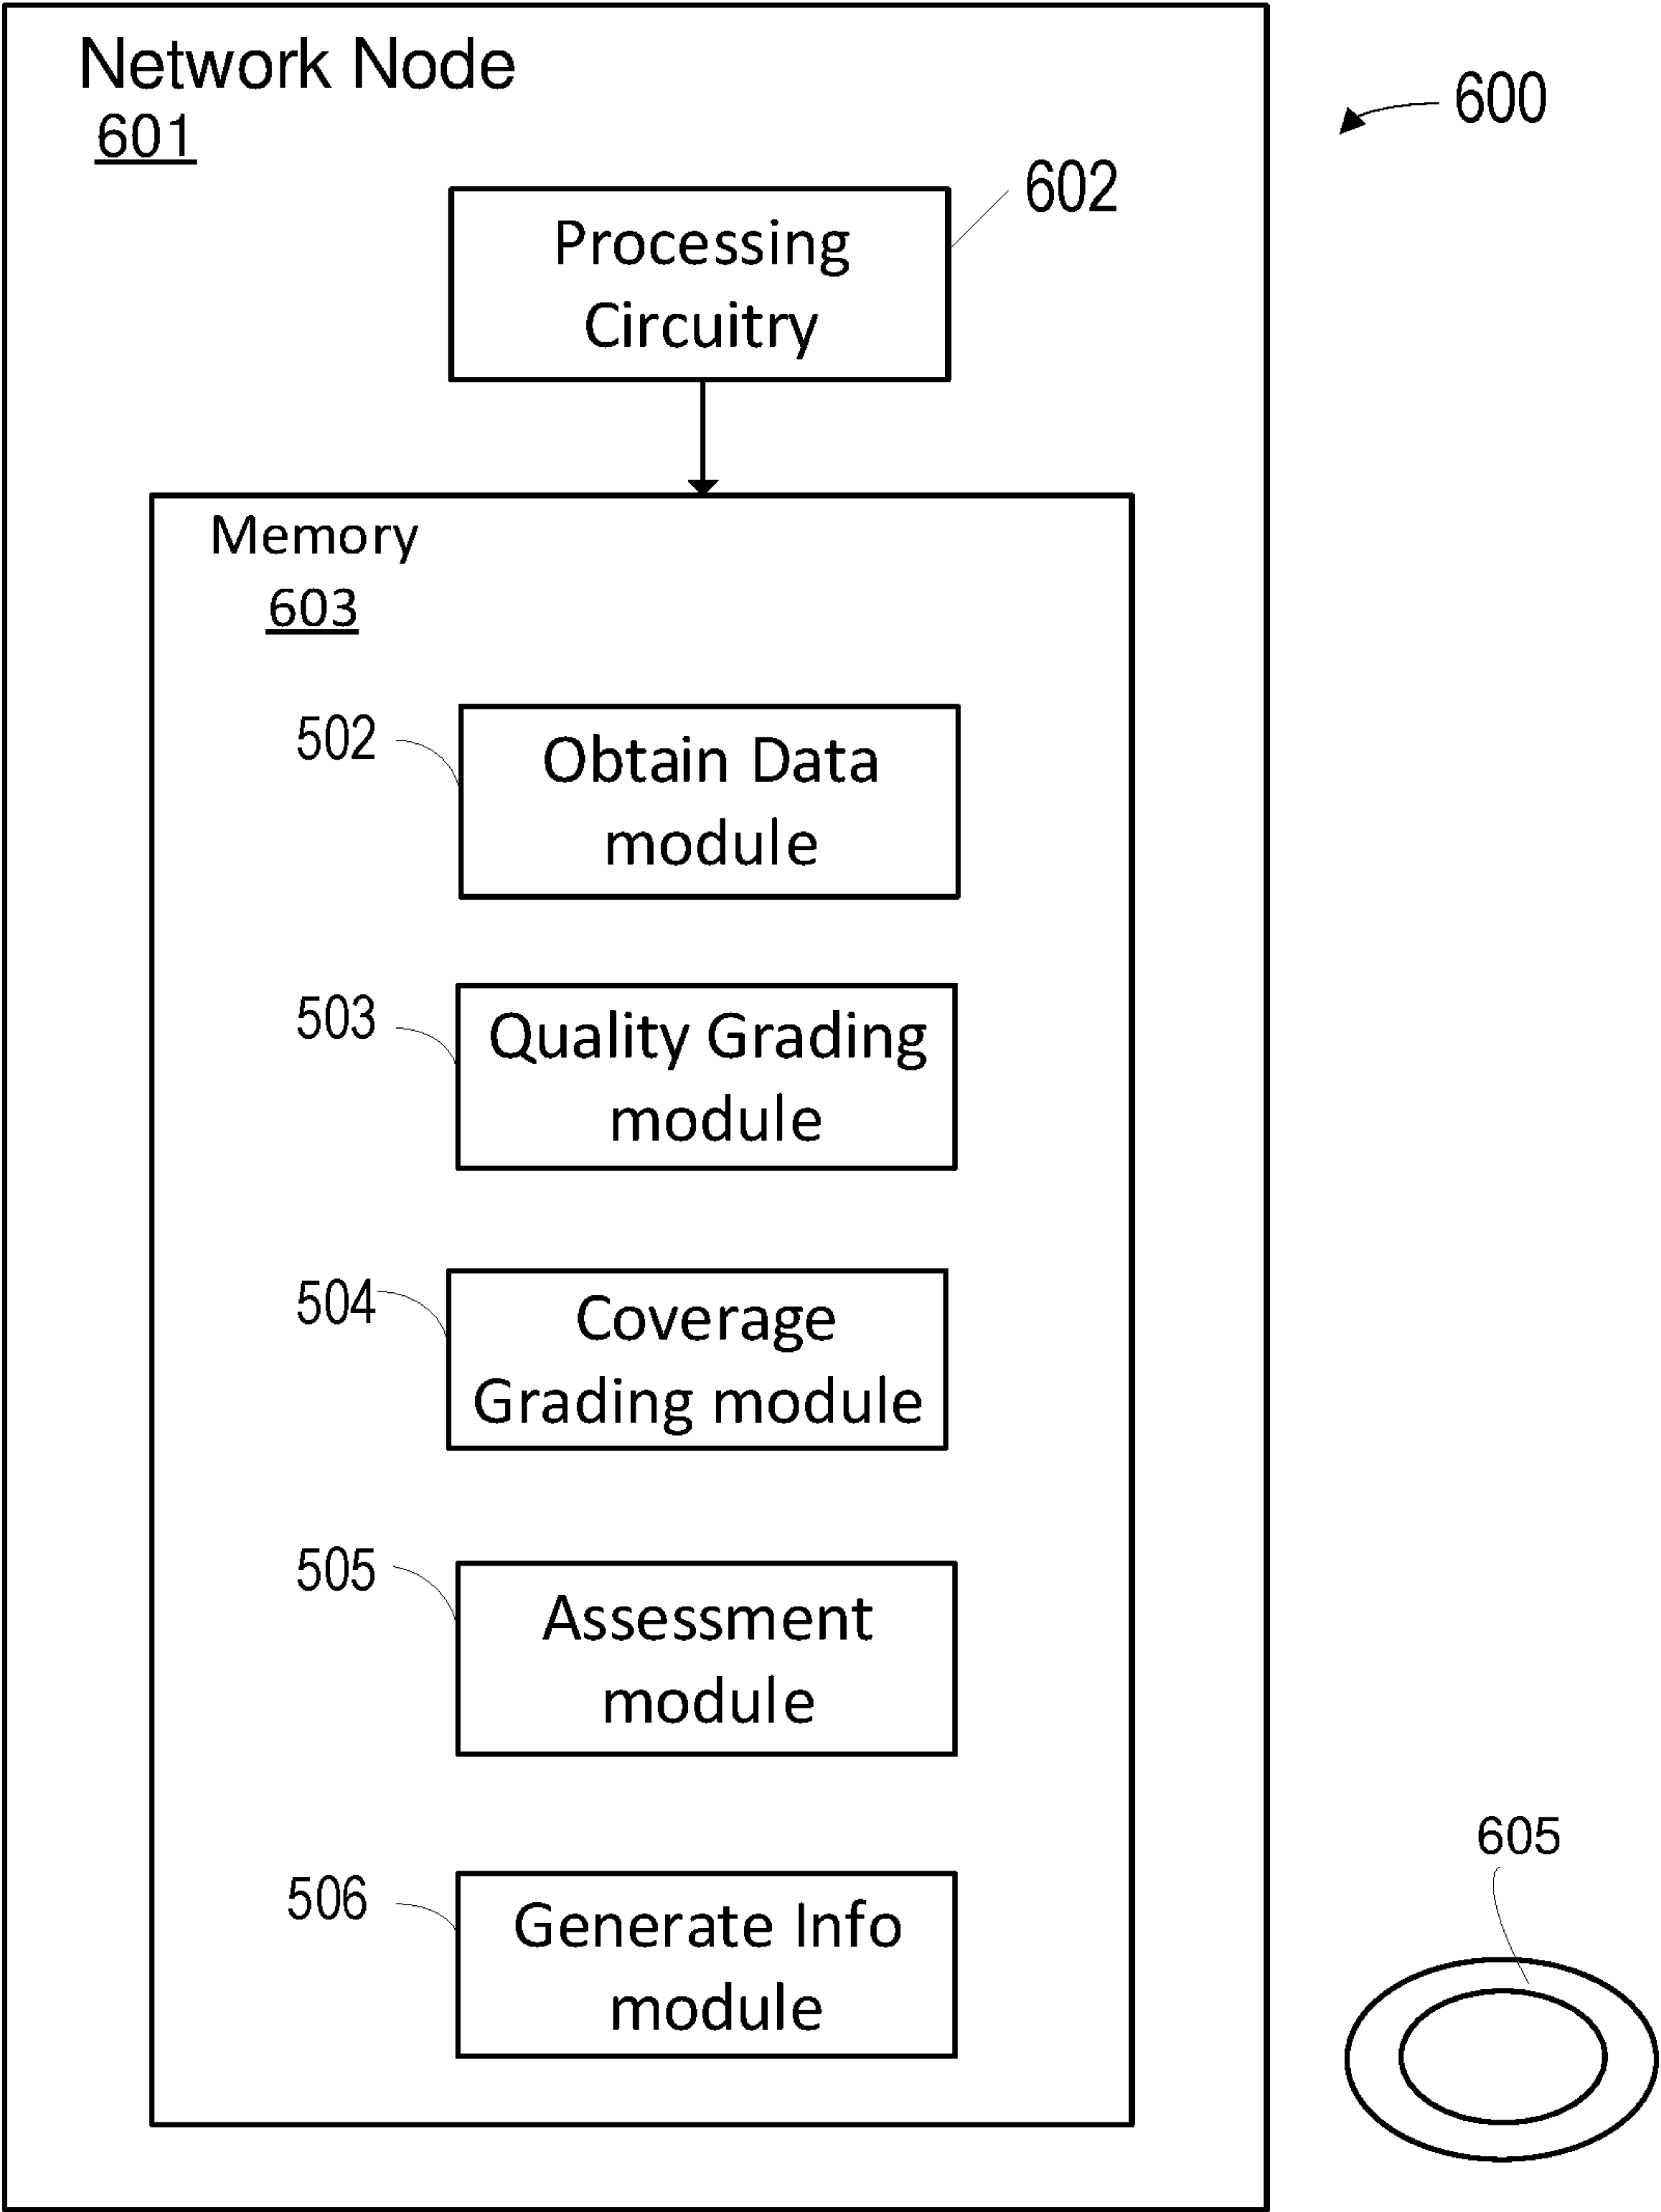 Network Node
601
600
602
Processing
Circuitry
Memory
603
502
Obtain Data
module
503
Quality Grading
module
504
Coverage
Grading module
505
Assessment
module
506
Generate Info
module
605